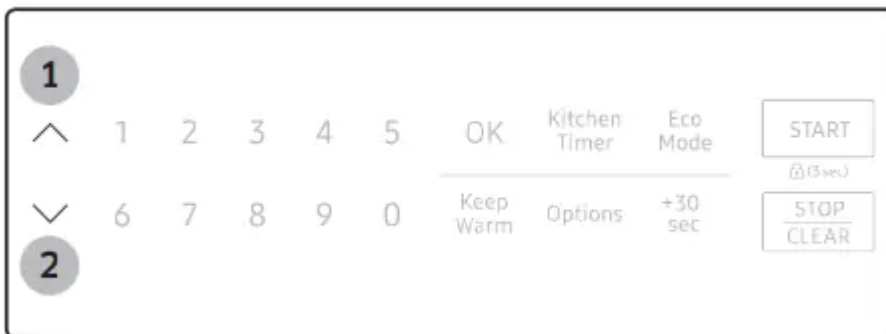 1
1 2 3 4 5 OK Kitchen Timer Eco Mode START
(3 sec)
6 7 8 9 0 Keep Warm Options +30 sec STOP CLEAR
2